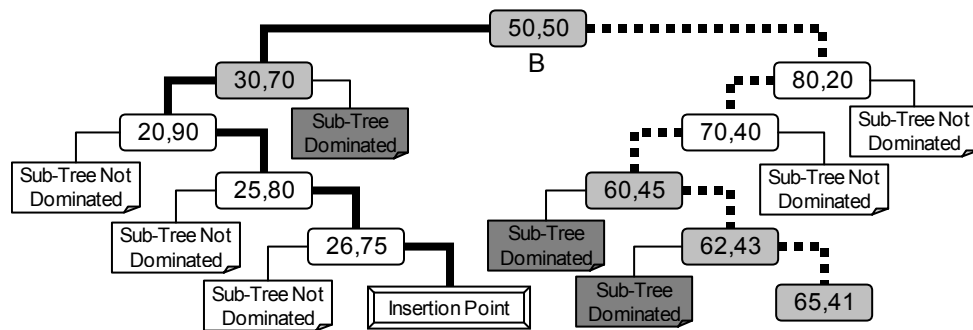 50,50
B
30,70
80,20
Sub-Tree
Dominated
Sub-Tree Not
Dominated
20,90
70,40
Sub-Tree Not
Dominated
Sub-Tree Not
Dominated
25,80
60,45
Sub-Tree Not
Dominated
Sub-Tree
Dominated
26,75
62,43
Sub-Tree Not
Dominated
Insertion Point
Sub-Tree
Dominated
65,41